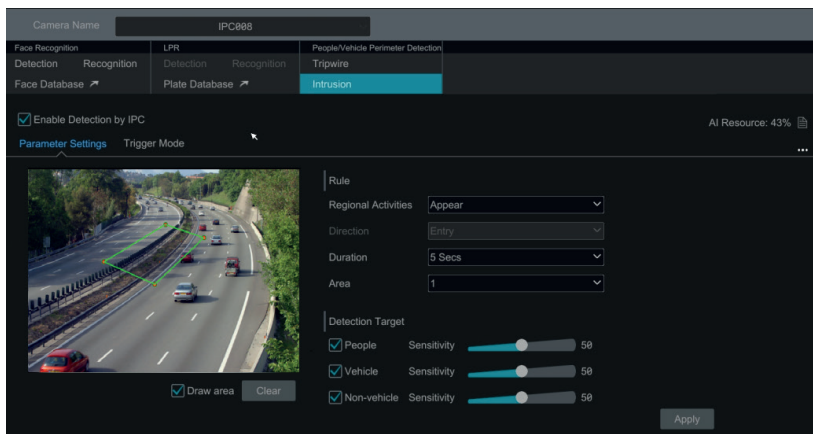 Camera Name IPC008
Face Recognition LPR People/Vehicle Perimeter Detection
Detection Recognition Detection Recognition Tripwire
Face Database Plate Database Intrusion
Enable Detection by IPC
AI Resource: 43%
Parameter Settings Trigger Mode
Rule
Regional Activities Appear
Direction Entry
Duration 5 Secs
Area 1
Detection Target
People Sensitivity 50
Vehicle Sensitivity 50
Non-vehicle Sensitivity 50
Draw area Clear
Apply